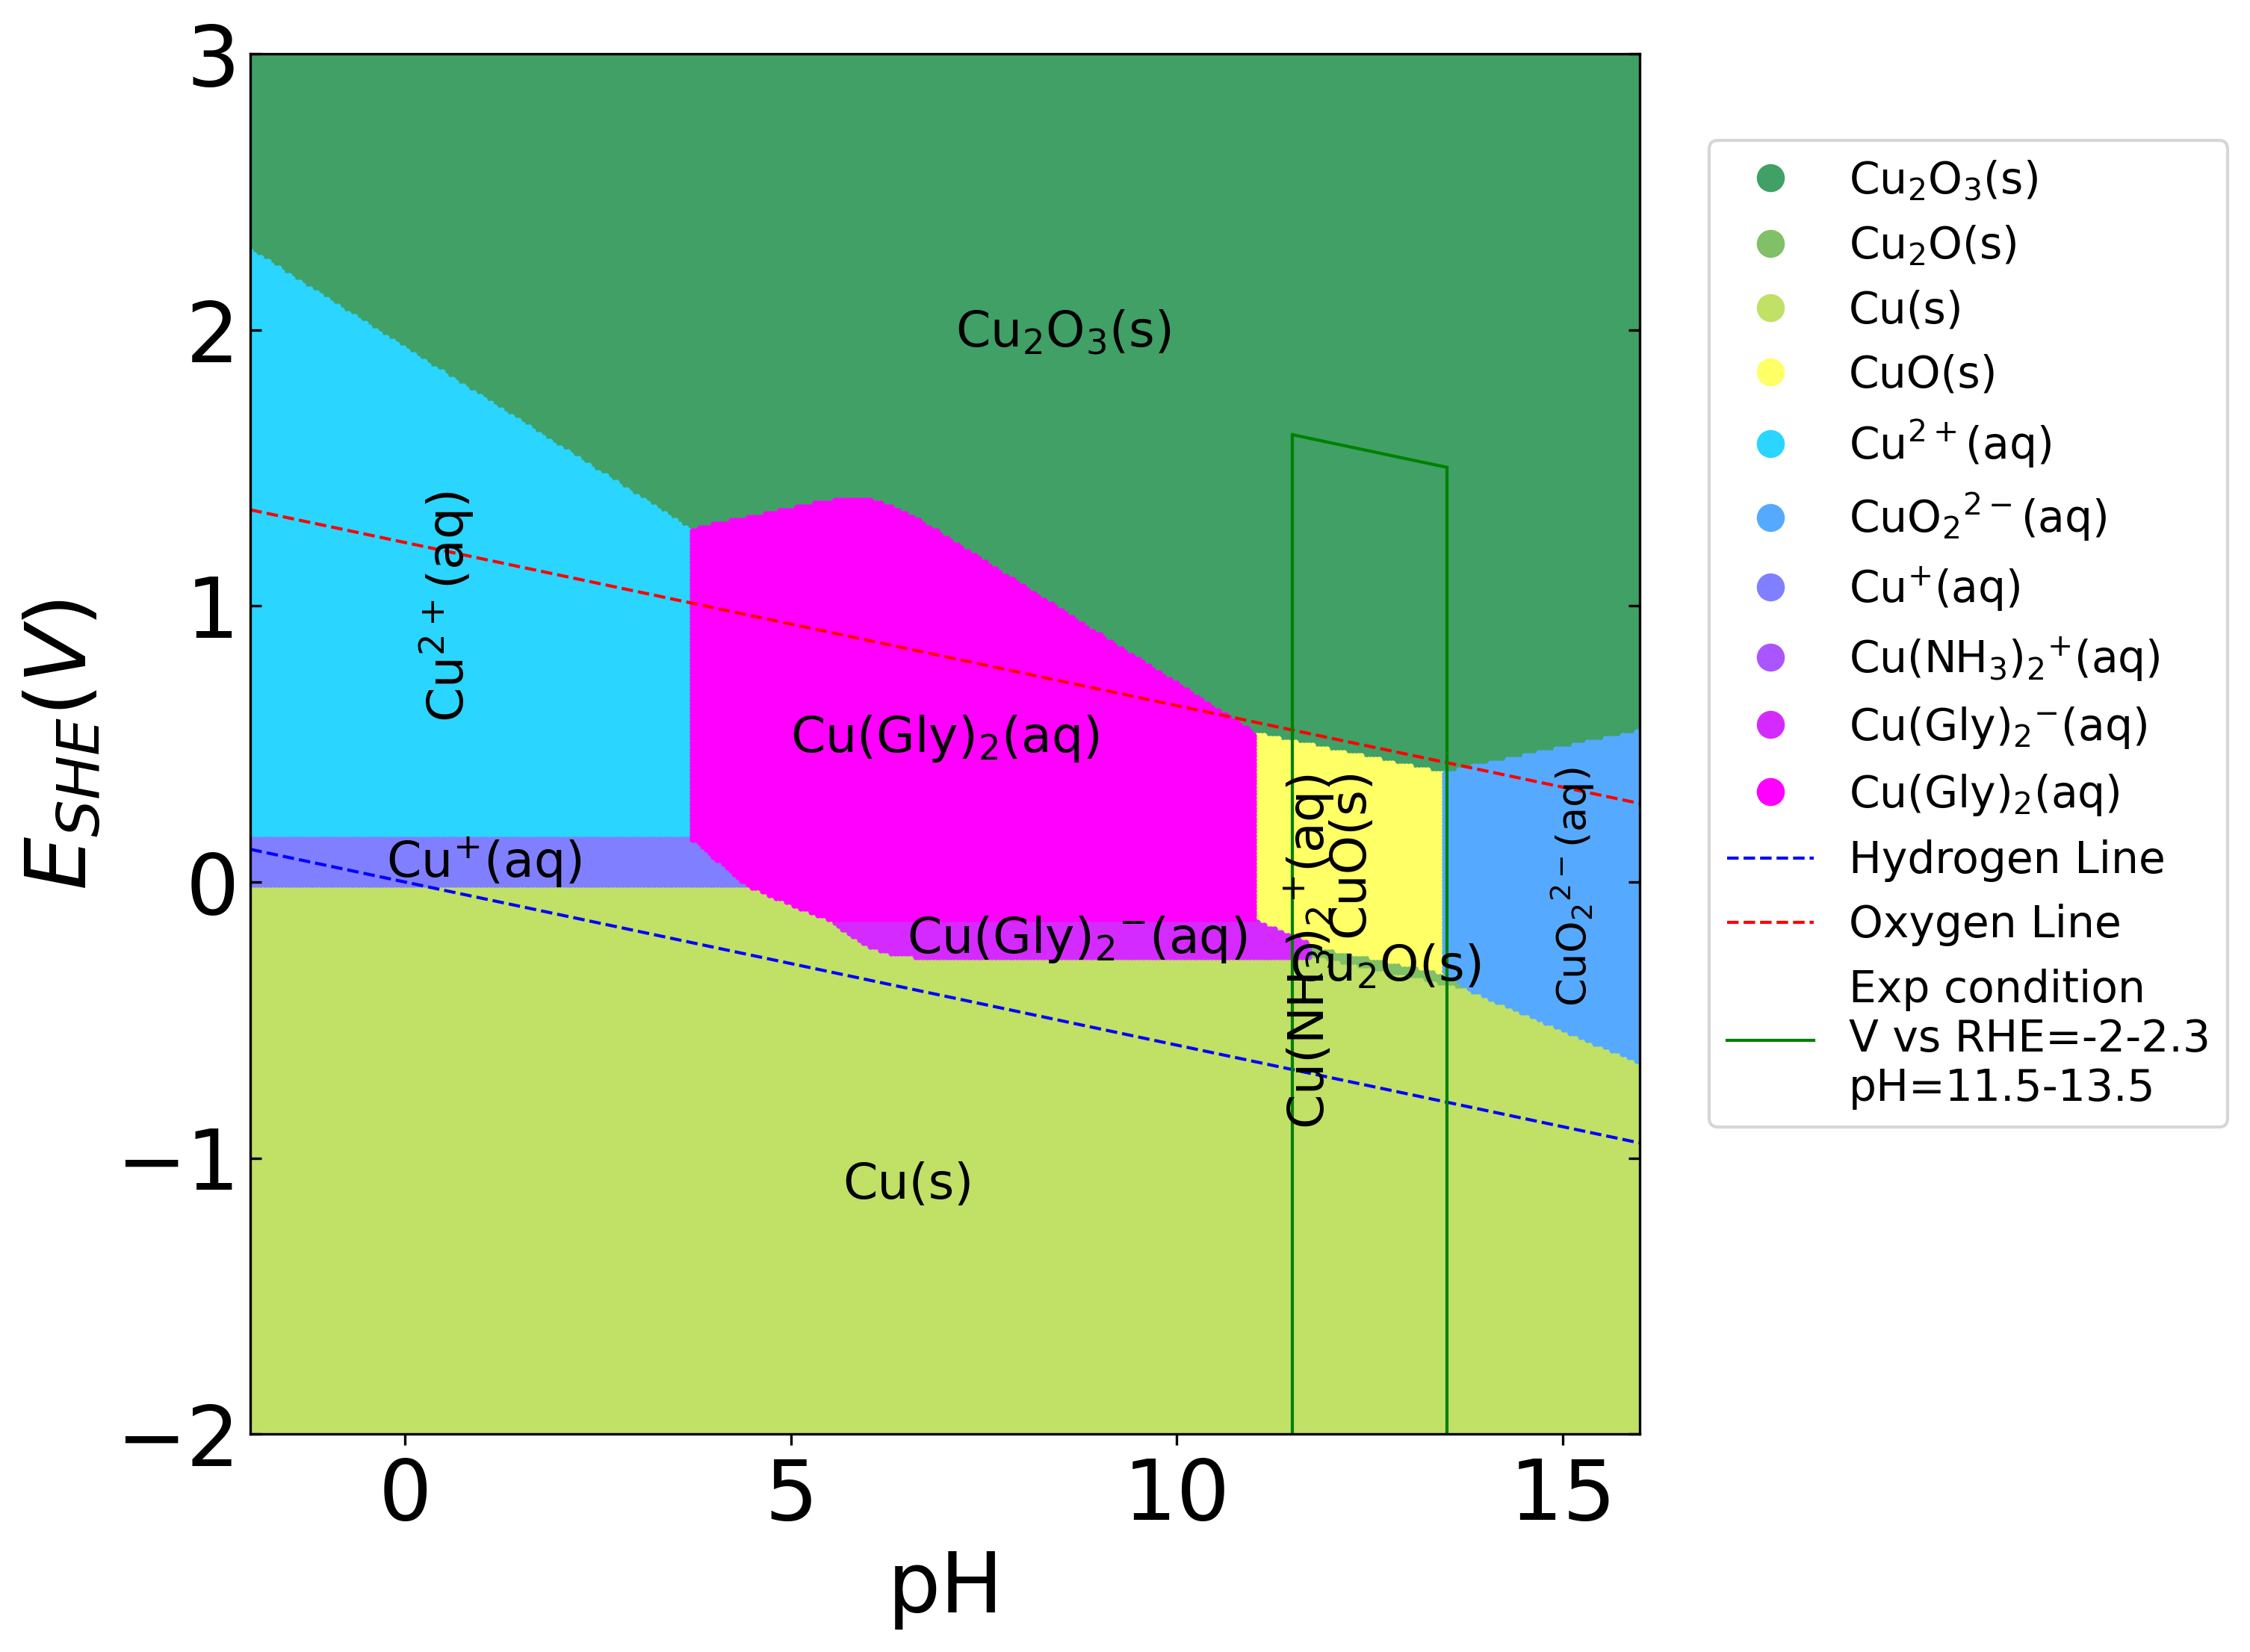 3
2
1
0
−1
−2
E_SHE(V)
0
5
10
15
pH
Cu₂O₃(s)
Cu²⁺(aq)
Cu(Gly)₂(aq)
Cu⁺(aq)
Cu(Gly)₂⁻(aq)
Cu(NH₃)₂⁺(aq)
CuO(s)
Cu₂O(s)
CuO₂²⁻(aq)
Cu(s)
Cu₂O₃(s)
Cu₂O(s)
Cu(s)
CuO(s)
Cu²⁺(aq)
CuO₂²⁻(aq)
Cu⁺(aq)
Cu(NH₃)₂⁺(aq)
Cu(Gly)₂⁻(aq)
Cu(Gly)₂(aq)
Hydrogen Line
Oxygen Line
Exp condition
V vs RHE=-2-2.3
pH=11.5-13.5